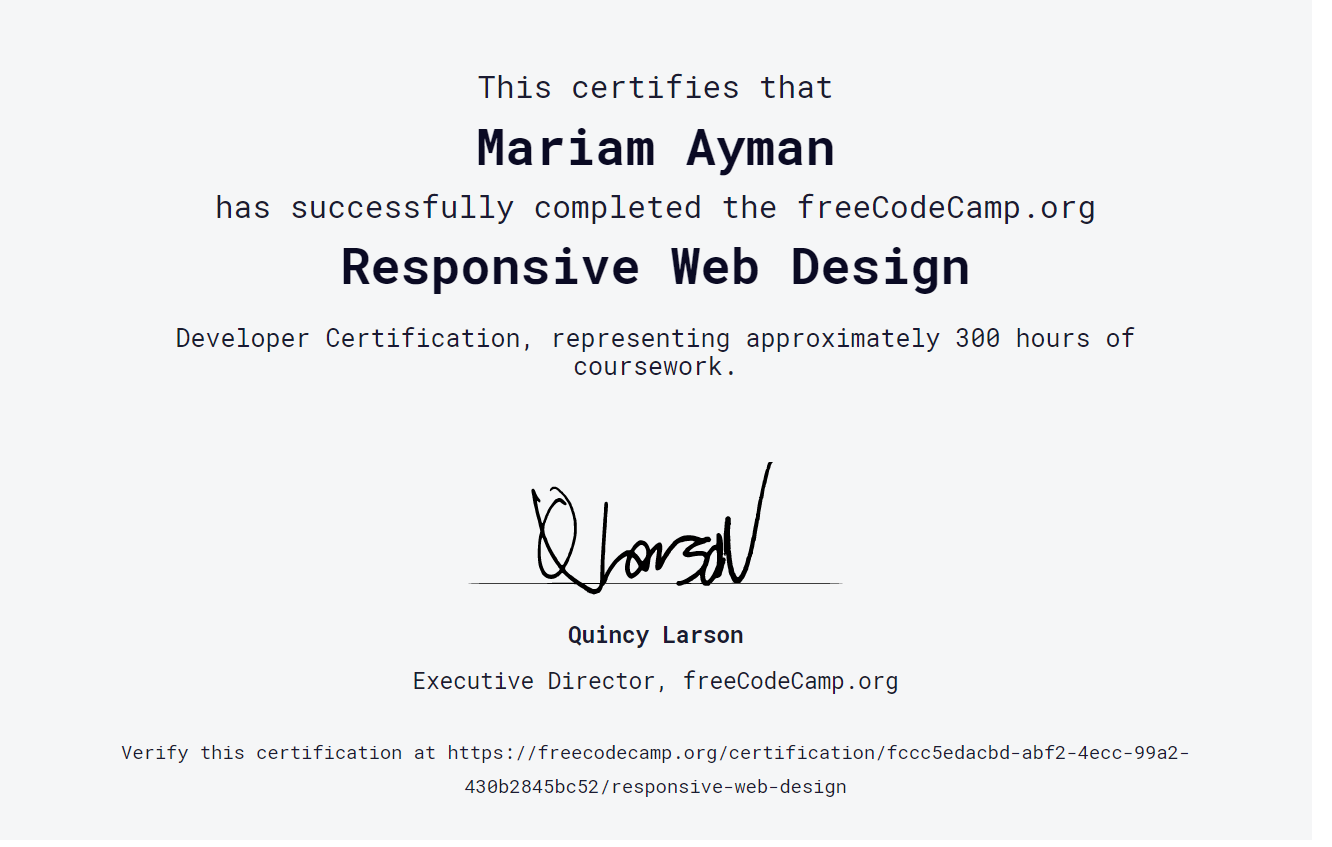 This certifies that
Mariam Ayman
has successfully completed the freeCodeCamp.org
Responsive Web Design
Developer Certification, representing approximately 300 hours of
coursework.
QLarson
Quincy Larson
Executive Director, freeCodeCamp.org
Verify this certification at https://freecodecamp.org/certification/fccc5edacbd-abf2-4ecc-99a2-
430b2845bc52/responsive-web-design